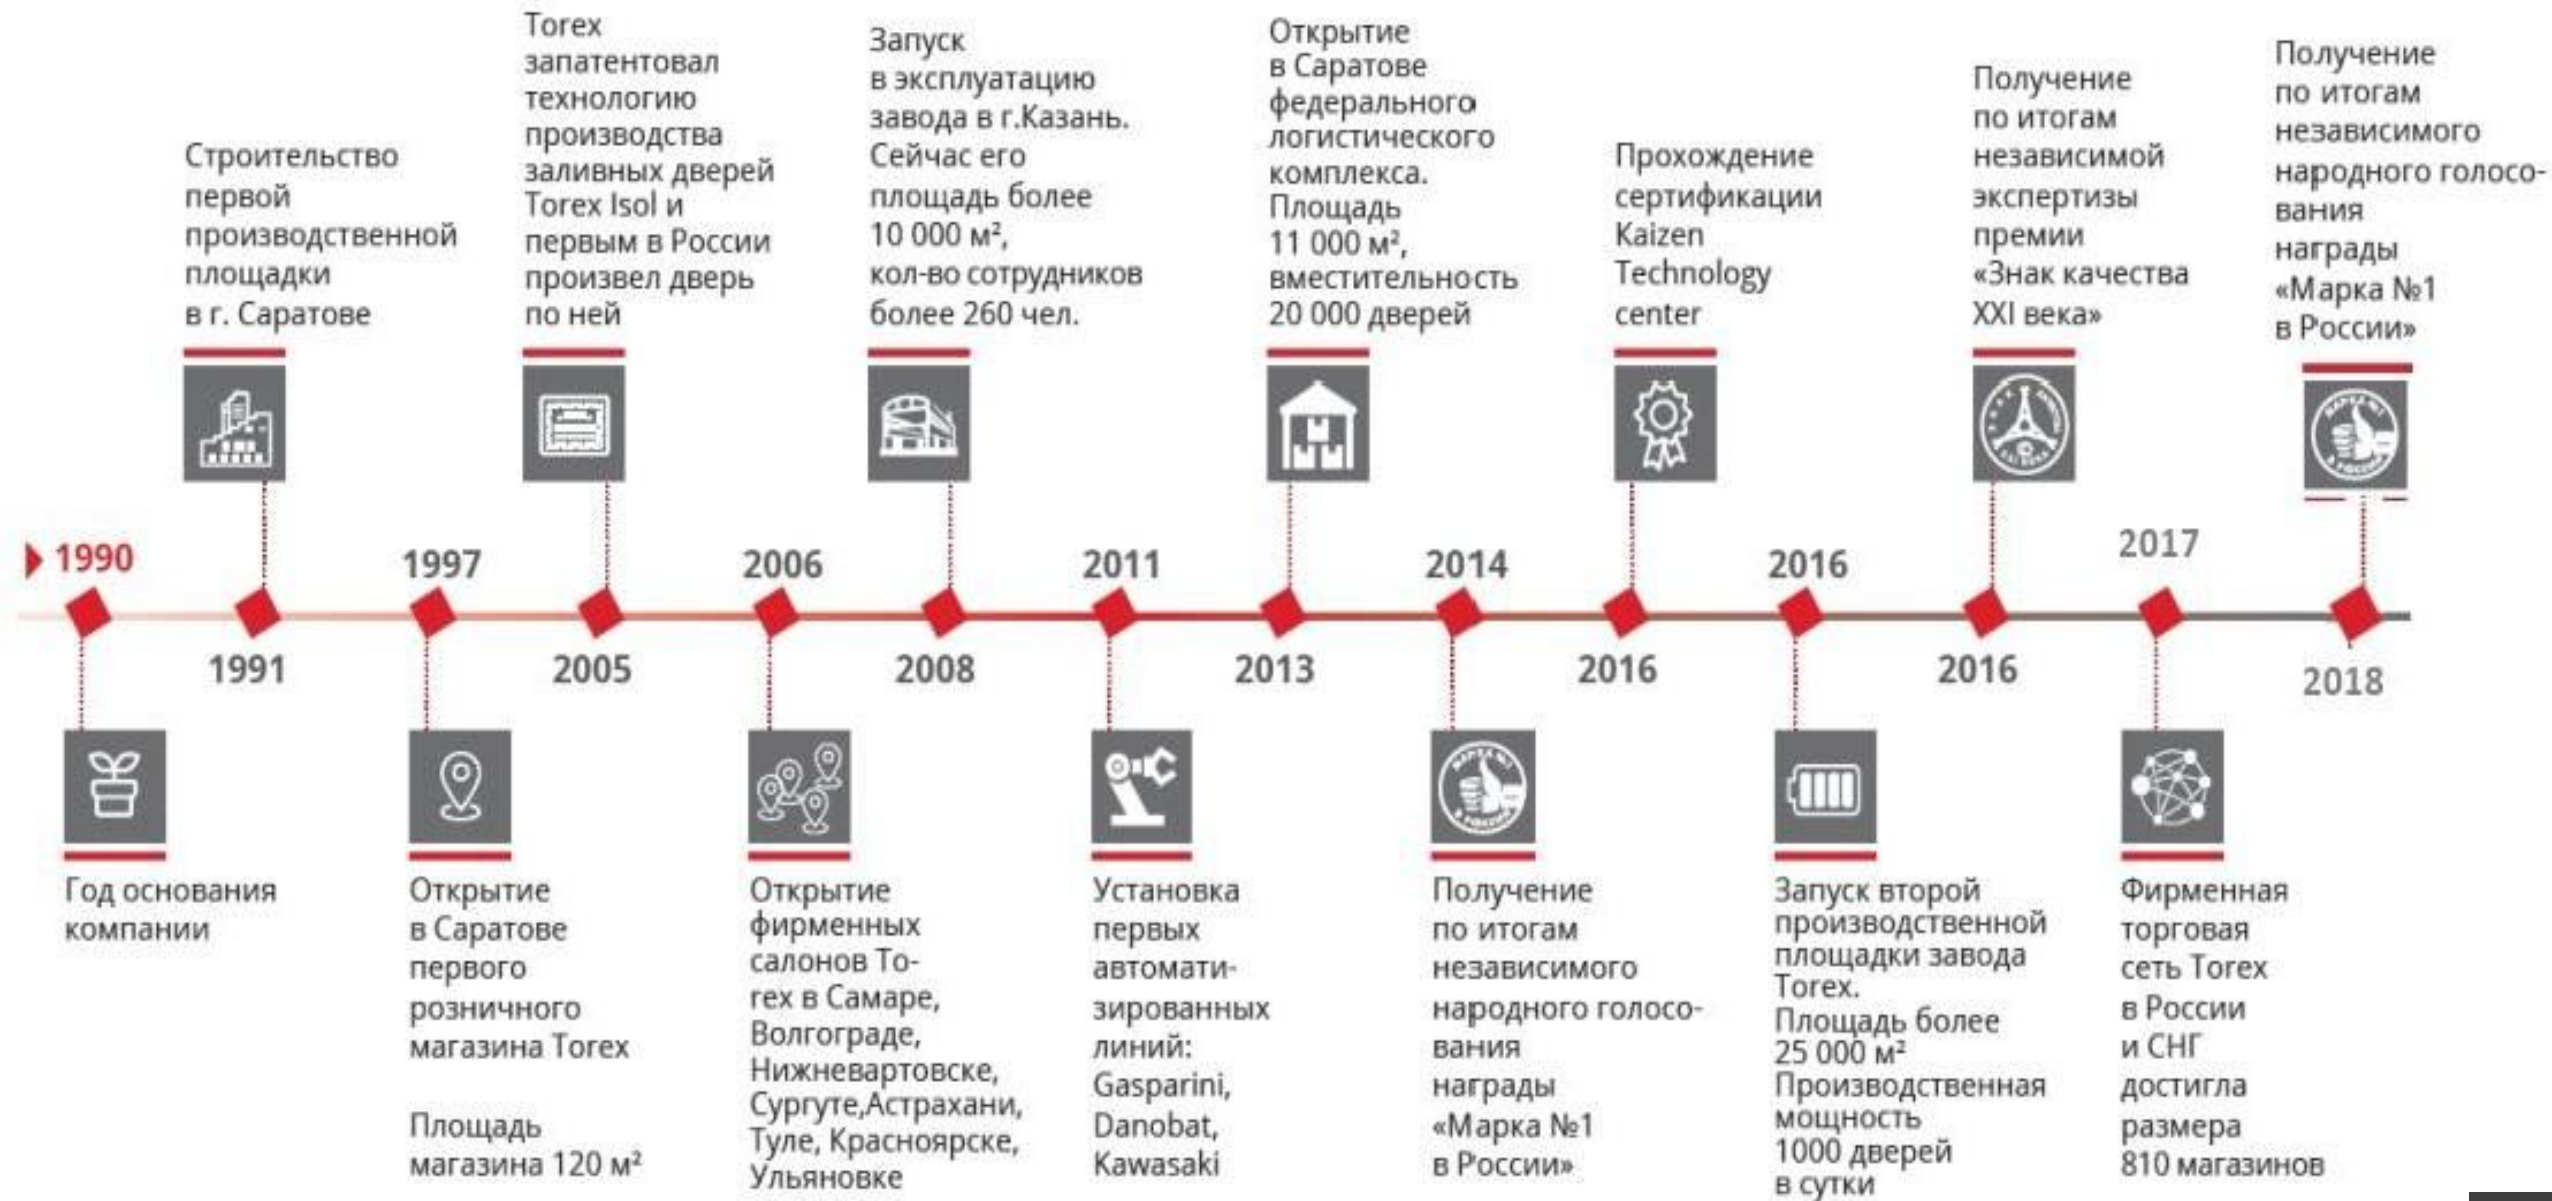 1990
Год основания
компании
Строительство
первой
производственной
площадки
в г. Саратове
1991
1997
Открытие
в Саратове
первого
розничного
магазина Torex
Площадь
магазина 120 м²
Torex
запатентовал
технологию
производства
заливных дверей
Torex Isol и
первым в России
произвел дверь
по ней
2005
2006
Открытие
фирменных
салонов To-
rex в Самаре,
Волгограде,
Нижневартовске,
Сургуте,Астрахани,
Туле, Красноярске,
Ульяновке
Запуск
в эксплуатацию
завода в г.Казань.
Сейчас его
площадь более
10 000 м²,
кол-во сотрудников
более 260 чел.
2008
2011
Установка
первых
автомати-
зированных
линий:
Gasparini,
Danobat,
Kawasaki
Открытие
в Саратове
федерального
логистического
комплекса.
Площадь
11 000 м²,
вместительность
20 000 дверей
2013
2014
МАРКА №1
В РОССИИ
Получение
по итогам
независимого
народного голосо-
вания
награды
«Марка №1
в России»
Прохождение
сертификации
Kaizen
Technology
center
2016
2016
Запуск второй
производственной
площадки завода
Torex.
Площадь более
25 000 м²
Производственная
мощность
1000 дверей
в сутки
Получение
по итогам
независимой
экспертизы
премии
«Знак качества
XXI века»
2016
2017
Фирменная
торговая
сеть Torex
в России
и СНГ
достигла
размера
810 магазинов
Получение
по итогам
независимого
народного голосо-
вания
награды
«Марка №1
в России»
МАРКА №1
В РОССИИ
2018